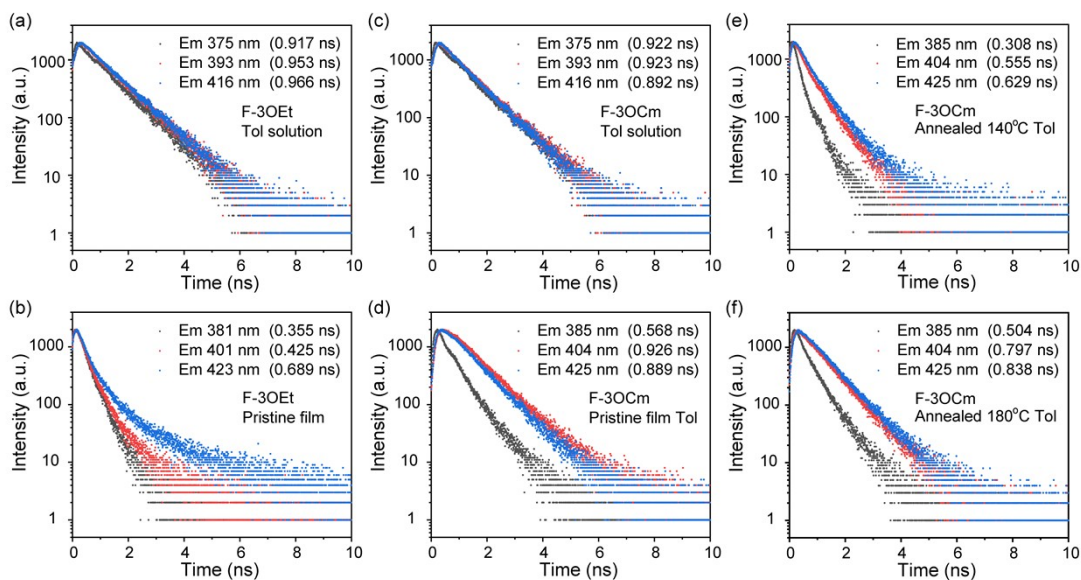 (a)
Em 375 nm (0.917 ns)
Em 393 nm (0.953 ns)
Em 416 nm (0.966 ns)
F-3OEt
Tol solution
Intensity (a.u.)
1000
100
10
1
0 2 4 6 8 10
Time (ns)
(c)
Em 375 nm (0.922 ns)
Em 393 nm (0.923 ns)
Em 416 nm (0.892 ns)
F-3OCm
Tol solution
Intensity (a.u.)
1000
100
10
1
0 2 4 6 8 10
Time (ns)
(e)
Em 385 nm (0.308 ns)
Em 404 nm (0.555 ns)
Em 425 nm (0.629 ns)
F-3OCm
Annealed 140°C Tol
Intensity (a.u.)
1000
100
10
1
0 2 4 6 8 10
Time (ns)
(b)
Em 381 nm (0.355 ns)
Em 401 nm (0.425 ns)
Em 423 nm (0.689 ns)
F-3OEt
Pristine film
Intensity (a.u.)
1000
100
10
1
0 2 4 6 8 10
Time (ns)
(d)
Em 385 nm (0.568 ns)
Em 404 nm (0.926 ns)
Em 425 nm (0.889 ns)
F-3OCm
Pristine film Tol
Intensity (a.u.)
1000
100
10
1
0 2 4 6 8 10
Time (ns)
(f)
Em 385 nm (0.504 ns)
Em 404 nm (0.797 ns)
Em 425 nm (0.838 ns)
F-3OCm
Annealed 180°C Tol
Intensity (a.u.)
1000
100
10
1
0 2 4 6 8 10
Time (ns)